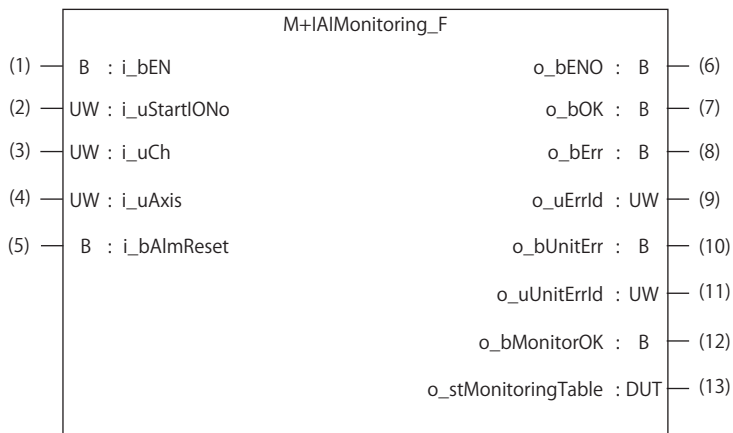 M+IAIMonitoring_F
(1) B : i_bEN o_bENO : B (6)
(2) UW : i_uStartIONo o_bOK : B (7)
(3) UW : i_uCh o_bErr : B (8)
(4) UW : i_uAxis o_uErrId : UW (9)
(5) B : i_bAlmReset o_bUnitErr : B (10)
o_uUnitErrId : UW (11)
o_bMonitorOK : B (12)
o_stMonitoringTable : DUT (13)